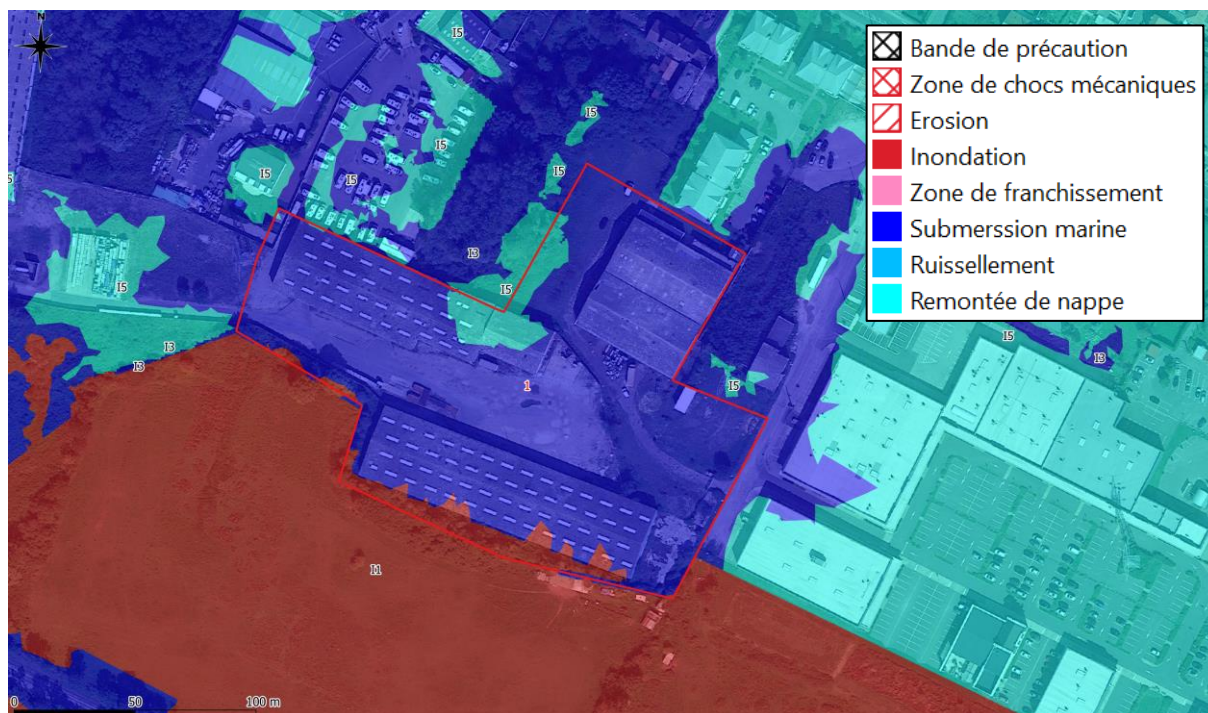 N
I5
Bande de précaution
Zone de chocs mécaniques
Erosion
Inondation
Zone de franchissement
Submerssion marine
Ruissellement
Remontée de nappe
I5
I5
I5
I5
I5
I5
I5
I3
I5
I5
I5
I3
I3
I3
I5
1
I1
0
50
100 m